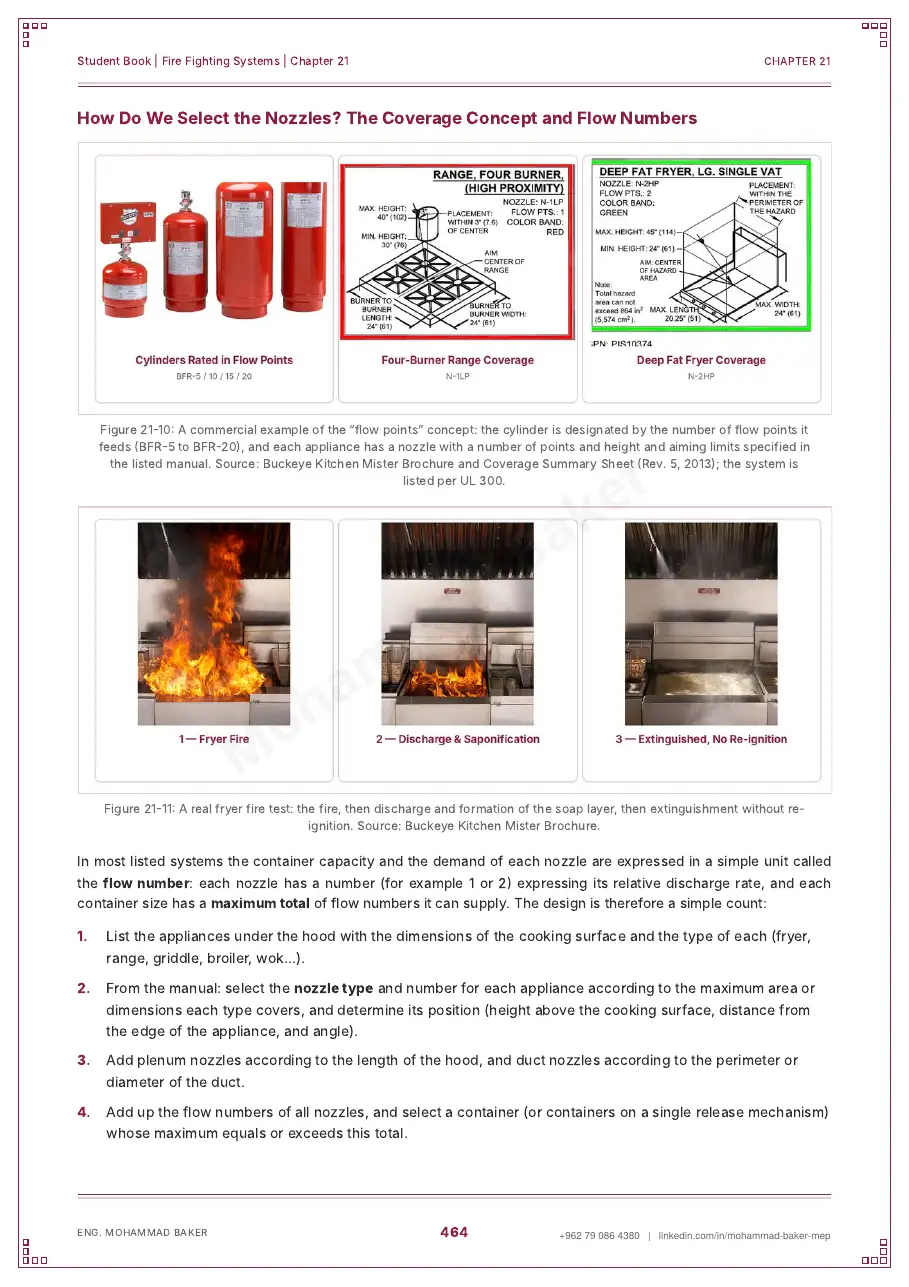 Student Book | Fire Fighting Systems | Chapter 21
CHAPTER 21
How Do We Select the Nozzles? The Coverage Concept and Flow Numbers
RANGE, FOUR BURNER,
(HIGH PROXIMITY)
NOZZLE: N-1LP
FLOW PTS.: 1
COLOR BAND:
RED
MAX. HEIGHT:
40" (102)
PLACEMENT:
WITHIN 3" (7.6)
OF CENTER
MIN. HEIGHT:
30" (76)
AIM:
CENTER OF
RANGE
BURNER TO
BURNER
LENGTH:
24" (61)
BURNER TO
BURNER WIDTH:
24" (61)
DEEP FAT FRYER, LG. SINGLE VAT
NOZZLE: N-2HP
FLOW PTS.: 2
COLOR BAND:
GREEN
PLACEMENT:
WITHIN THE
PERIMETER OF
THE HAZARD
MAX. HEIGHT: 45" (114)
MIN. HEIGHT: 24" (61)
AIM: CENTER
OF HAZARD
AREA
Note:
Total hazard
area can not
exceed 864 in²
(5,574 cm²).
MAX. LENGTH
20.25" (51)
MAX. WIDTH:
24" (61)
PN: PIS10374
Cylinders Rated in Flow Points
BFR-5 / 10 / 15 / 20
Four-Burner Range Coverage
N-1LP
Deep Fat Fryer Coverage
N-2HP
Figure 21-10: A commercial example of the “flow points” concept: the cylinder is designated by the number of flow points it
feeds (BFR-5 to BFR-20), and each appliance has a nozzle with a number of points and height and aiming limits specified in
the listed manual. Source: Buckeye Kitchen Mister Brochure and Coverage Summary Sheet (Rev. 5, 2013); the system is
listed per UL 300.
1 — Fryer Fire
2 — Discharge & Saponification
3 — Extinguished, No Re-ignition
Figure 21-11: A real fryer fire test: the fire, then discharge and formation of the soap layer, then extinguishment without re-
ignition. Source: Buckeye Kitchen Mister Brochure.
In most listed systems the container capacity and the demand of each nozzle are expressed in a simple unit called
the flow number: each nozzle has a number (for example 1 or 2) expressing its relative discharge rate, and each
container size has a maximum total of flow numbers it can supply. The design is therefore a simple count:
1. List the appliances under the hood with the dimensions of the cooking surface and the type of each (fryer,
range, griddle, broiler, wok...).
2. From the manual: select the nozzle type and number for each appliance according to the maximum area or
dimensions each type covers, and determine its position (height above the cooking surface, distance from
the edge of the appliance, and angle).
3. Add plenum nozzles according to the length of the hood, and duct nozzles according to the perimeter or
diameter of the duct.
4. Add up the flow numbers of all nozzles, and select a container (or containers on a single release mechanism)
whose maximum equals or exceeds this total.
ENG. MOHAMMAD BAKER
464
+962 79 086 4380 | linkedin.com/in/mohammad-baker-mep